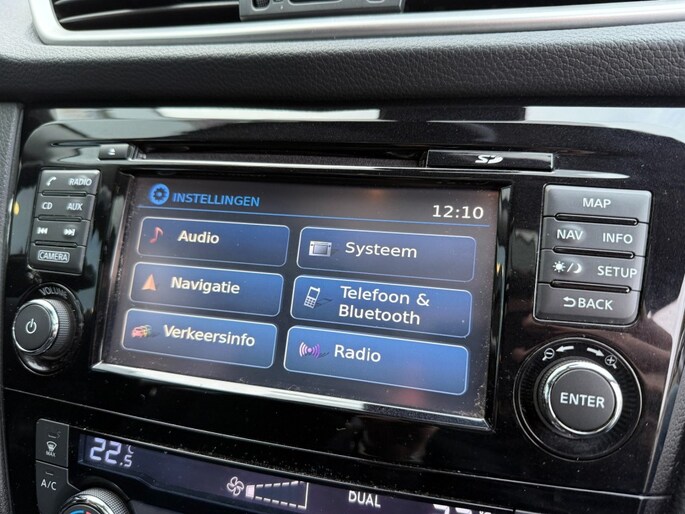 SD
RADIO
CD AUX
CAMERA
VOLUME
INSTELLINGEN
12:10
Audio
Systeem
Navigatie
Telefoon &
Bluetooth
Verkeersinfo
Radio
MAP
NAV INFO
SETUP
BACK
ENTER
22.5 °C
A/C
DUAL